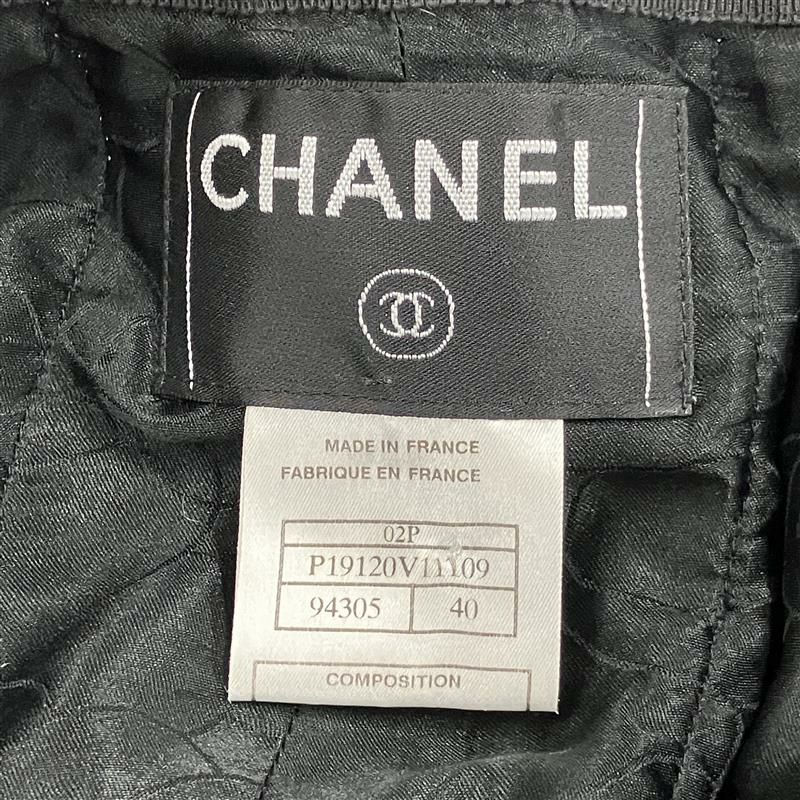 CHANEL
MADE IN FRANCE
FABRIQUE EN FRANCE
02P
P19120V11109
94305 40
COMPOSITION